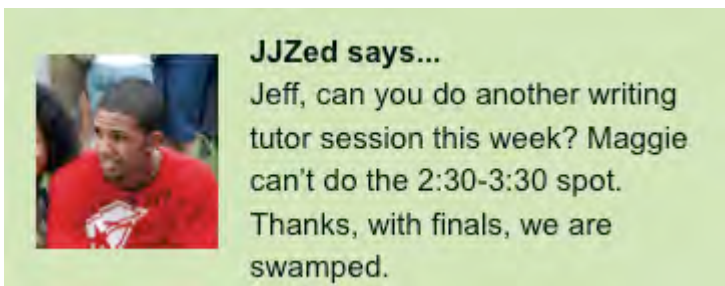 JJZed says...
Jeff, can you do another writing
tutor session this week? Maggie
can't do the 2:30-3:30 spot.
Thanks, with finals, we are
swamped.